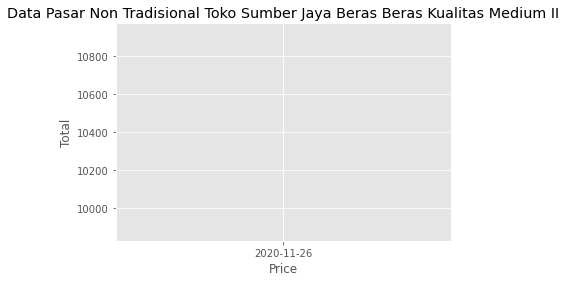 Data Pasar Non Tradisional Toko Sumber Jaya Beras Beras Kualitas Medium II
10800
10600
10400
10200
10000
Total
2020-11-26
Price